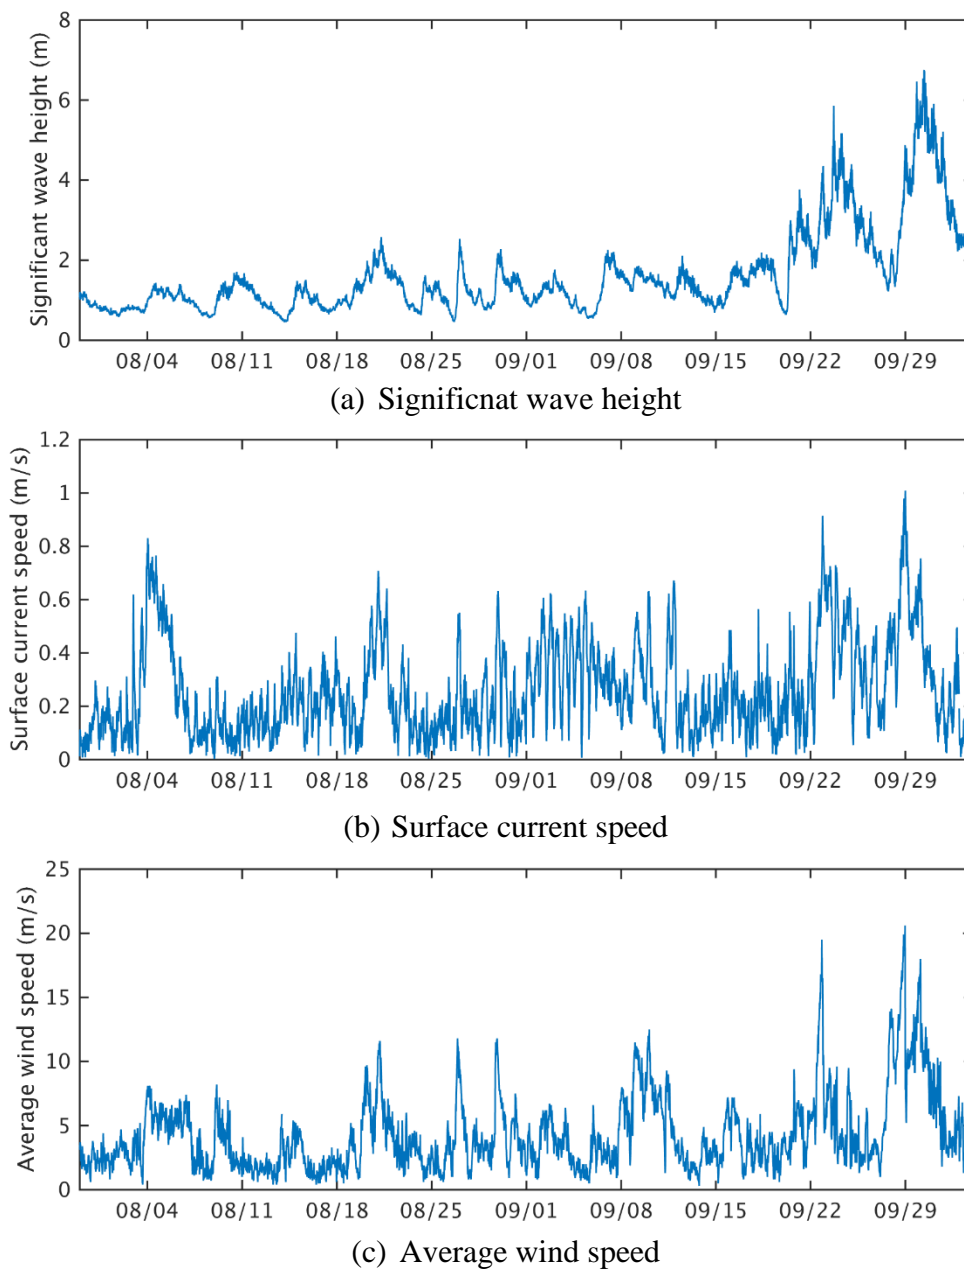 Significant wave height (m)
8
6
4
2
0
08/04 08/11 08/18 08/25 09/01 09/08 09/15 09/22 09/29
(a) Significnat wave height
Surface current speed (m/s)
1.2
1
0.8
0.6
0.4
0.2
0
08/04 08/11 08/18 08/25 09/01 09/08 09/15 09/22 09/29
(b) Surface current speed
Average wind speed (m/s)
25
20
15
10
5
0
08/04 08/11 08/18 08/25 09/01 09/08 09/15 09/22 09/29
(c) Average wind speed